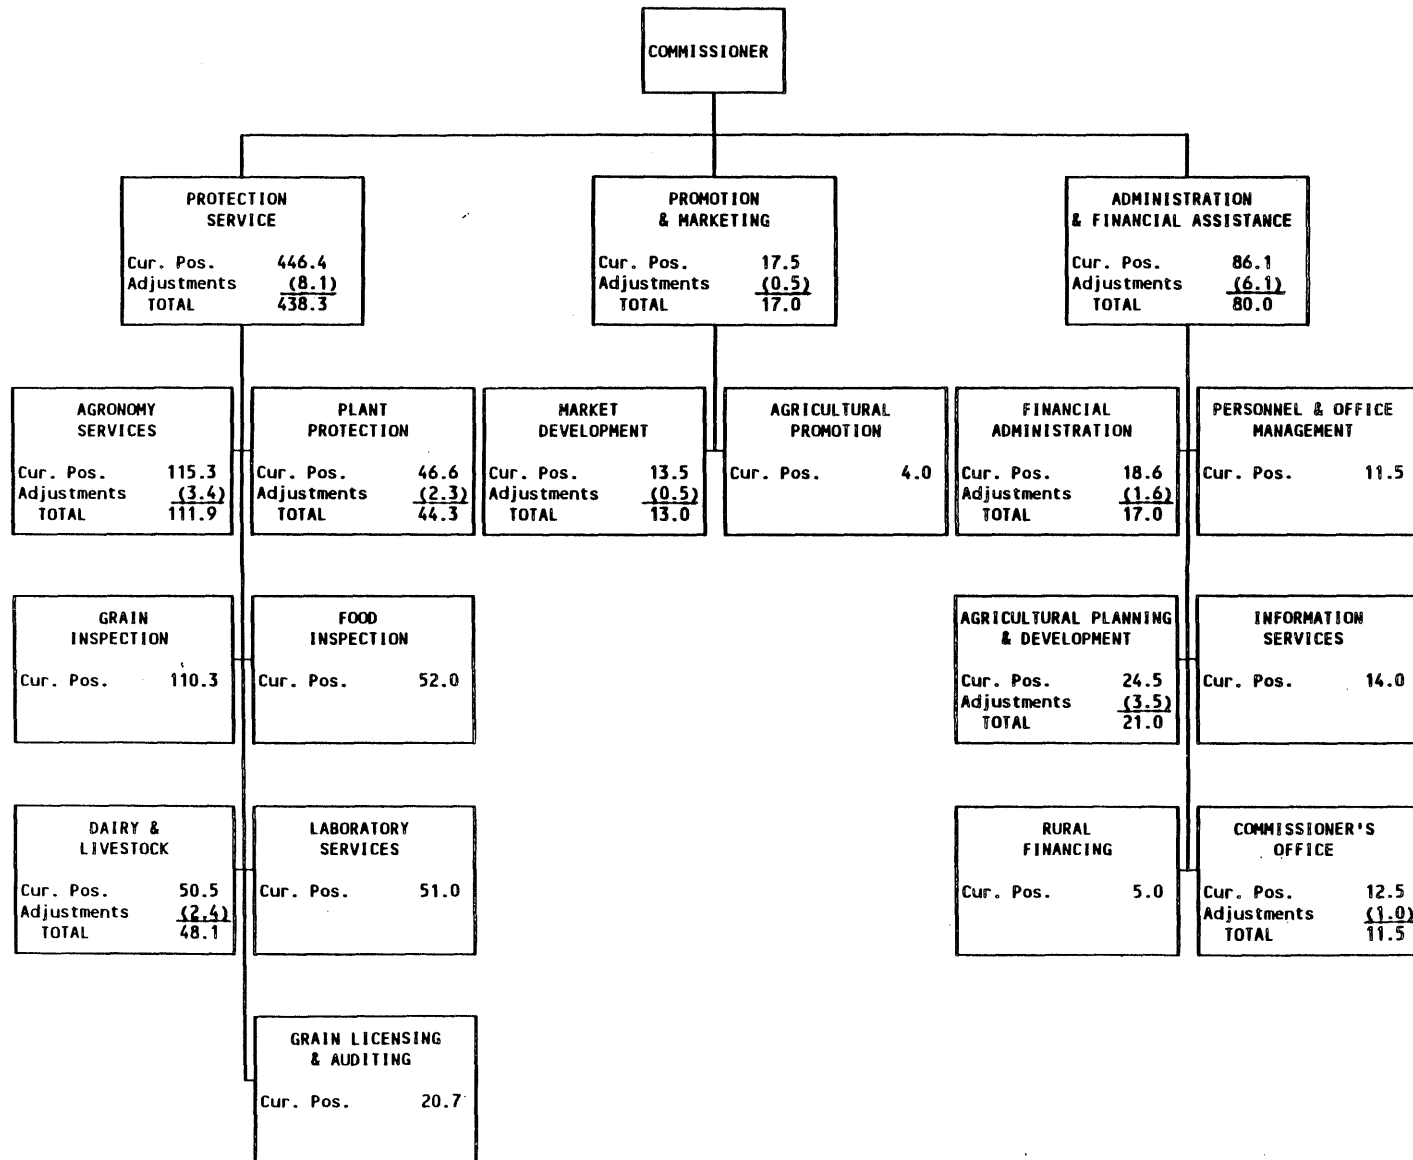 COMMISSIONER
PROTECTION
SERVICE
Cur. Pos. 446.4
Adjustments (8.1)
TOTAL 438.3
PROMOTION
& MARKETING
Cur. Pos. 17.5
Adjustments (0.5)
TOTAL 17.0
ADMINISTRATION
& FINANCIAL ASSISTANCE
Cur. Pos. 86.1
Adjustments (6.1)
TOTAL 80.0
AGRONOMY
SERVICES
Cur. Pos. 115.3
Adjustments (3.4)
TOTAL 111.9
PLANT
PROTECTION
Cur. Pos. 46.6
Adjustments (2.3)
TOTAL 44.3
MARKET
DEVELOPMENT
Cur. Pos. 13.5
Adjustments (0.5)
TOTAL 13.0
AGRICULTURAL
PROMOTION
Cur. Pos. 4.0
FINANCIAL
ADMINISTRATION
Cur. Pos. 18.6
Adjustments (1.6)
TOTAL 17.0
PERSONNEL & OFFICE
MANAGEMENT
Cur. Pos. 11.5
GRAIN
INSPECTION
Cur. Pos. 110.3
FOOD
INSPECTION
Cur. Pos. 52.0
AGRICULTURAL PLANNING
& DEVELOPMENT
Cur. Pos. 24.5
Adjustments (3.5)
TOTAL 21.0
INFORMATION
SERVICES
Cur. Pos. 14.0
DAIRY &
LIVESTOCK
Cur. Pos. 50.5
Adjustments (2.4)
TOTAL 48.1
LABORATORY
SERVICES
Cur. Pos. 51.0
RURAL
FINANCING
Cur. Pos. 5.0
COMMISSIONER'S
OFFICE
Cur. Pos. 12.5
Adjustments (1.0)
TOTAL 11.5
GRAIN LICENSING
& AUDITING
Cur. Pos. 20.7